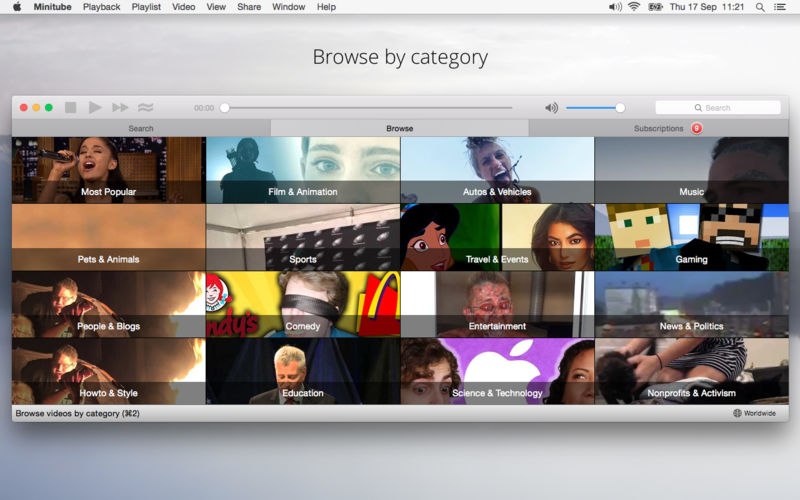 Minitube Playback Playlist Video View Share Window Help Thu 17 Sep 11:21
Browse by category
00:00 Search
Search Browse Subscriptions 9
Most Popular Film & Animation Autos & Vehicles Music
Pets & Animals Sports Travel & Events Gaming
Wendy's
People & Blogs Comedy Entertainment News & Politics
Howto & Style Education Science & Technology Nonprofits & Activism
Browse videos by category (⌘2) Worldwide